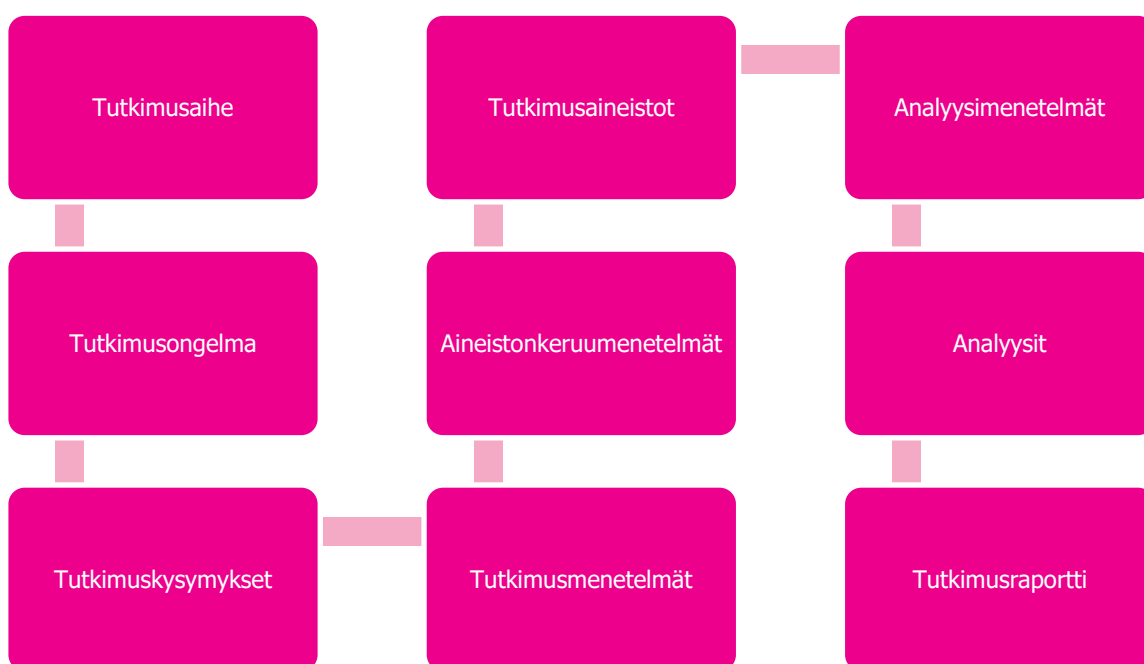 Tutkimusaihe
Tutkimusongelma
Tutkimuskysymykset
Tutkimusmenetelmät
Aineistonkeruumenetelmät
Tutkimusaineistot
Analyysimenetelmät
Analyysit
Tutkimusraportti